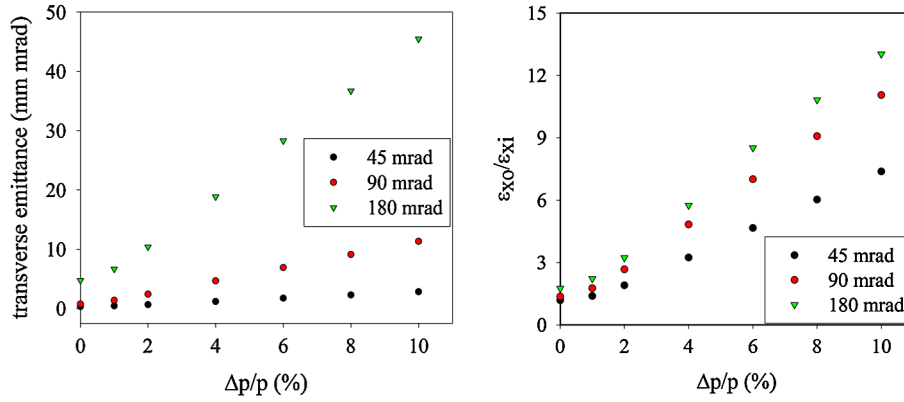 transverse emittance (mm mrad)
50
40
30
20
10
0
0 2 4 6 8 10
Δp/p (%)
45 mrad
90 mrad
180 mrad
εxo/εxi
15
12
9
6
3
0
0 2 4 6 8 10
Δp/p (%)
45 mrad
90 mrad
180 mrad